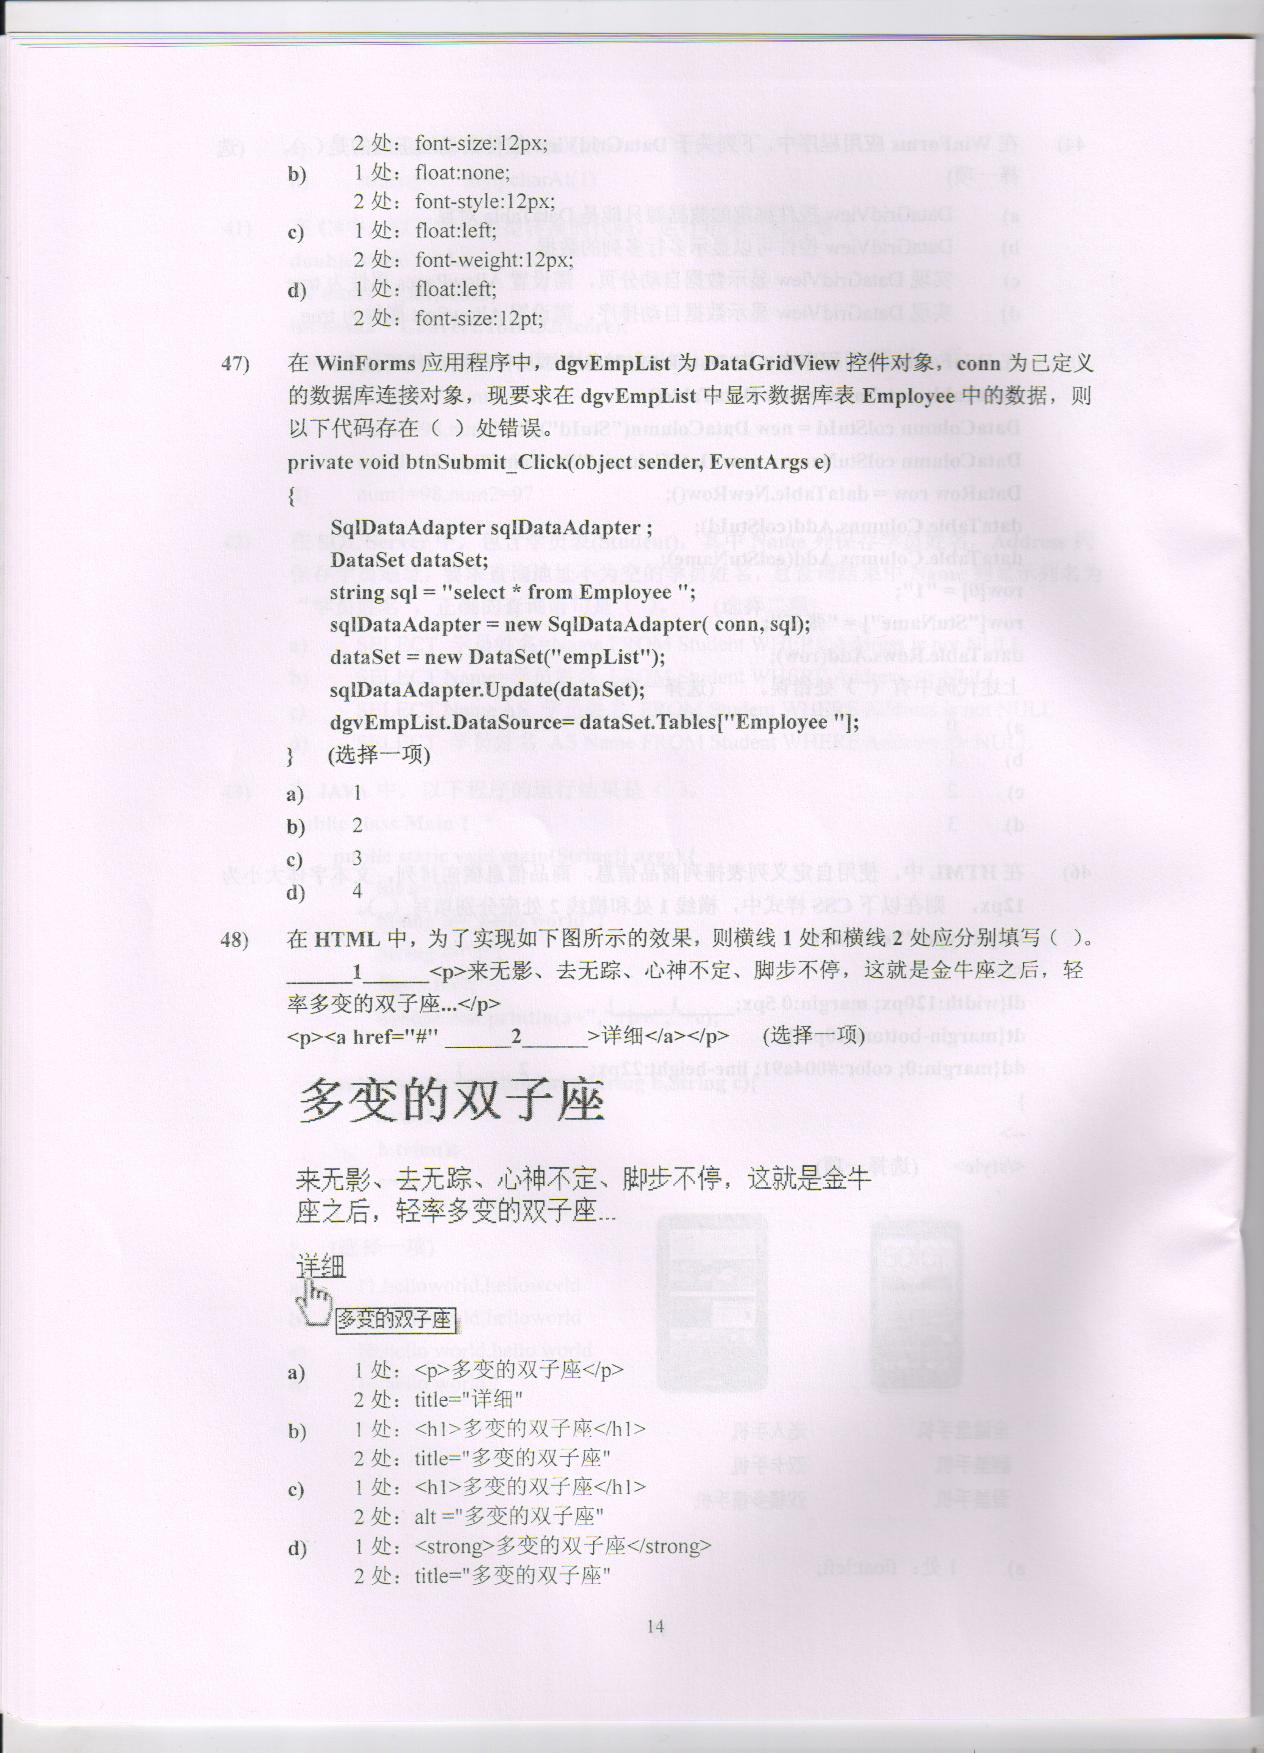 2 处：font-size:12px;
b) 1 处：float:none;
2 处：font-style:12px;
c) 1 处：float:left;
2 处：font-weight:12px;
d) 1 处：float:left;
2 处：font-size:12pt;
47) 在 WinForms 应用程序中，dgvEmpList 为 DataGridView 控件对象，conn 为已定义
的数据库连接对象，现要求在 dgvEmpList 中显示数据库表 Employee 中的数据，则
以下代码存在（ ）处错误。
private void btnSubmit_Click(object sender, EventArgs e)
{
SqlDataAdapter sqlDataAdapter ;
DataSet dataSet;
string sql = "select * from Employee ";
sqlDataAdapter = new SqlDataAdapter( conn, sql);
dataSet = new DataSet("empList");
sqlDataAdapter.Update(dataSet);
dgvEmpList.DataSource= dataSet.Tables["Employee "];
} (选择一项)
a) 1
b) 2
c) 3
d) 4
48) 在 HTML 中，为了实现如下图所示的效果，则横线 1 处和横线 2 处应分别填写（ ）。
______1______<p>来无影、去无踪、心神不定、脚步不停，这就是金牛座之后，轻
率多变的双子座...</p>
<p><a href="#" ______2______>详细</a></p> (选择一项)
多变的双子座
来无影、去无踪、心神不定、脚步不停，这就是金牛
座之后，轻率多变的双子座...
详细
多变的双子座
a) 1 处：<p>多变的双子座</p>
2 处：title="详细"
b) 1 处：<h1>多变的双子座</h1>
2 处：title="多变的双子座"
c) 1 处：<h1>多变的双子座</h1>
2 处：alt ="多变的双子座"
d) 1 处：<strong>多变的双子座</strong>
2 处：title="多变的双子座"
14